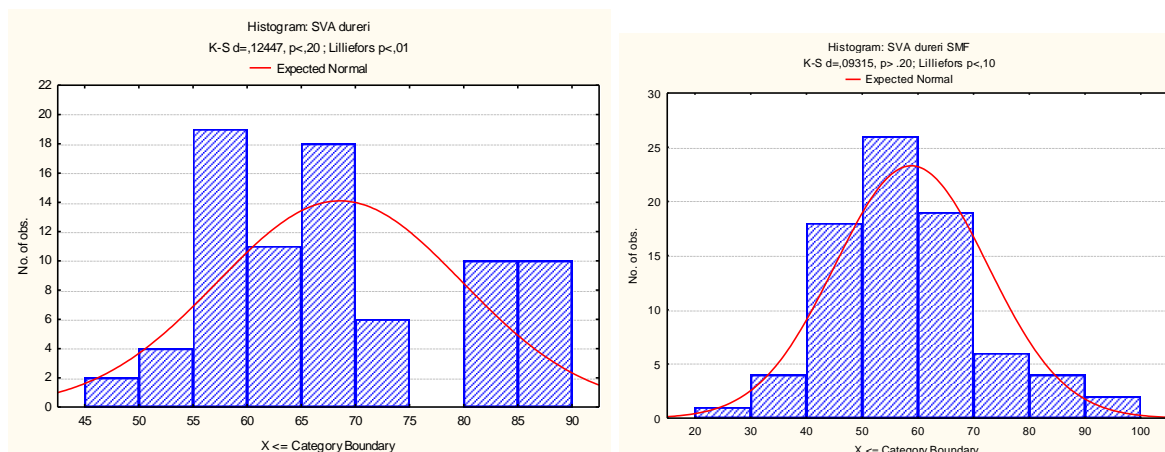 Histogram: SVA dureri
K-S d=,12447, p<,20 ; Lilliefors p<,01
Expected Normal
22
20
18
16
14
12
10
8
6
4
2
0
No. of obs.
45 50 55 60 65 70 75 80 85 90
X <= Category Boundary
Histogram: SVA dureri SMF
K-S d=,09315, p> .20; Lilliefors p<,10
Expected Normal
30
25
20
15
10
5
0
No. of obs.
20 30 40 50 60 70 80 90 100
X <= Category Boundary